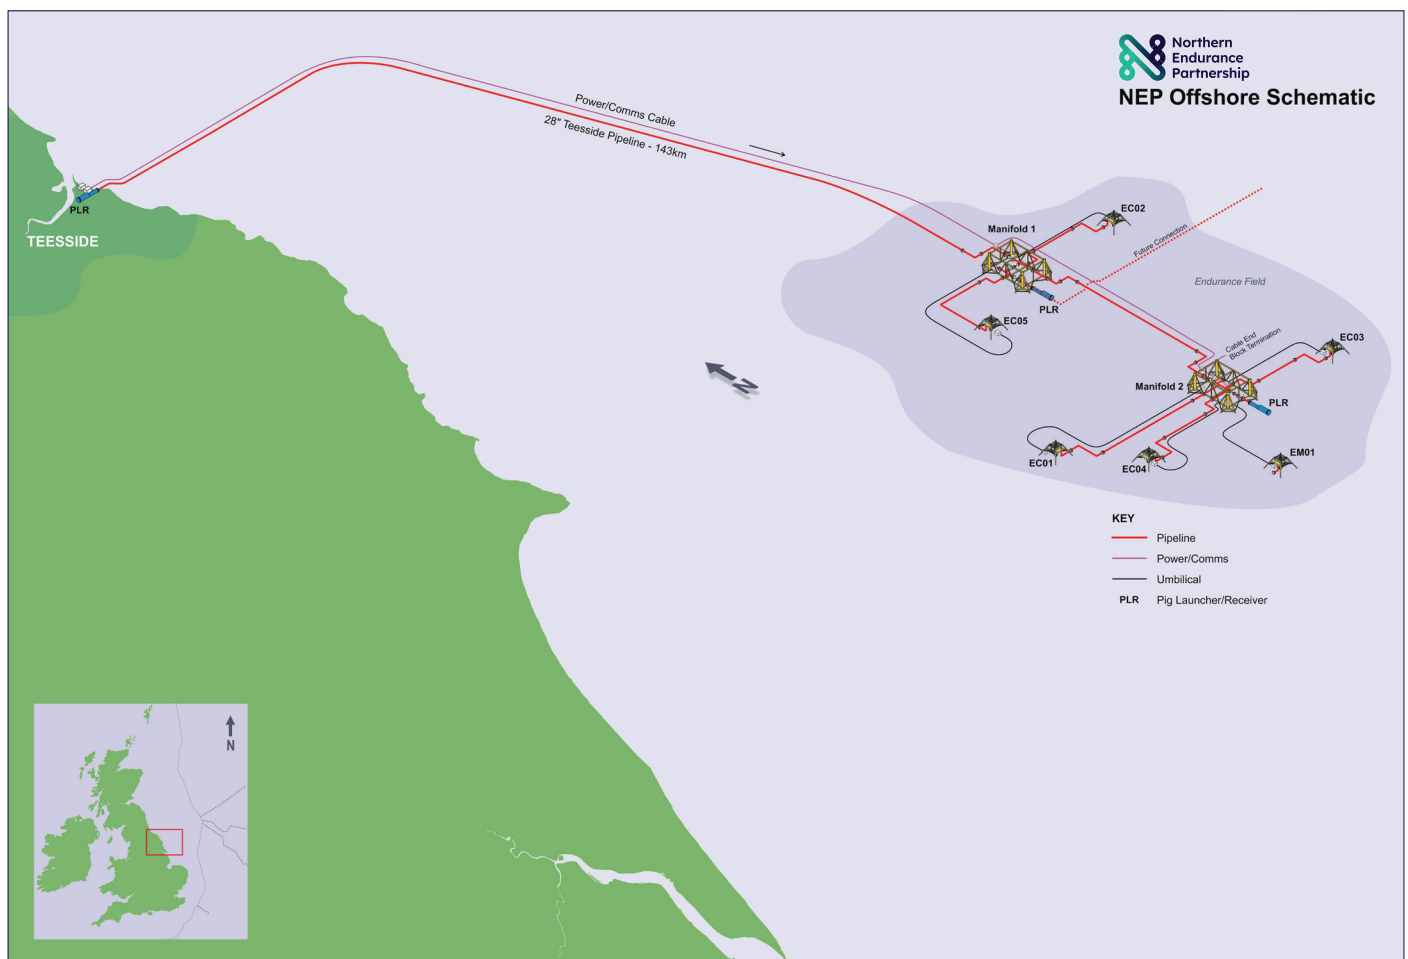 Northern
Endurance
Partnership
NEP Offshore Schematic
Power/Comms Cable
28" Teesside Pipeline - 143km
PLR
TEESSIDE
EC02
Manifold 1
Future Connection
Endurance Field
PLR
EC05
Cable End
Block Termination
EC03
Manifold 2
PLR
EC01
EC04
EM01
N
KEY
Pipeline
Power/Comms
Umbilical
PLR Pig Launcher/Receiver
N